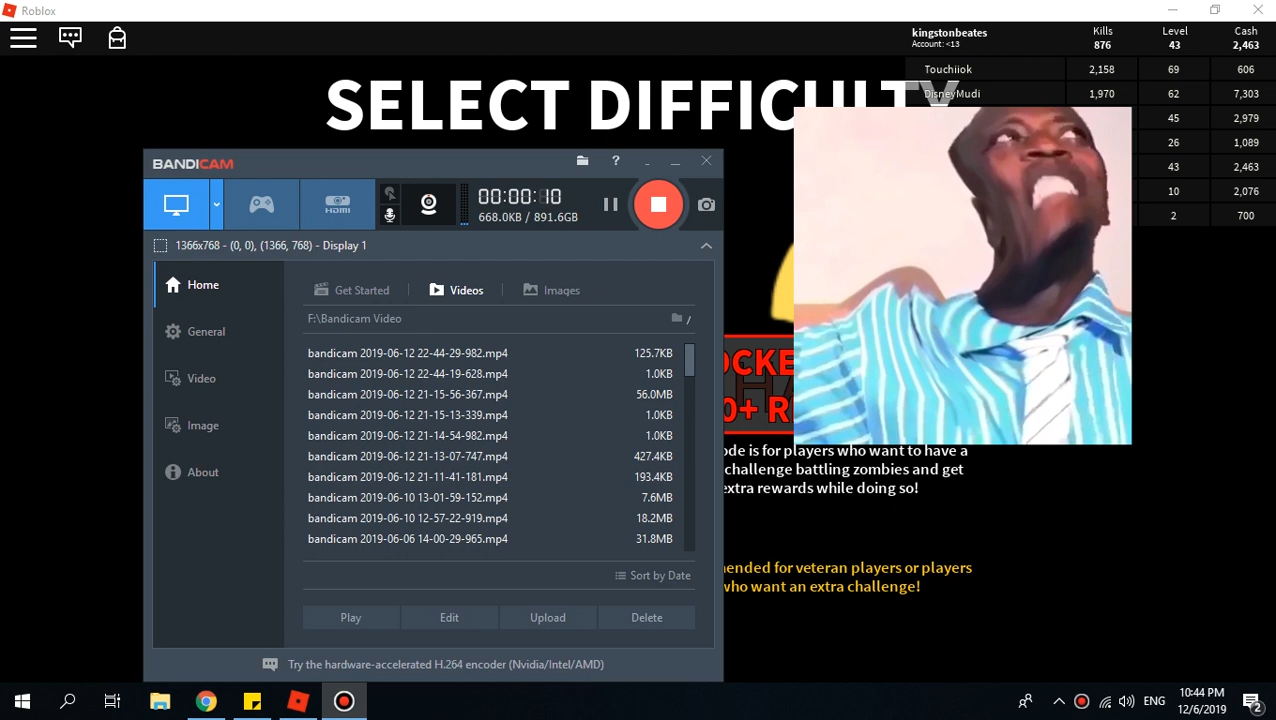 Roblox
kingstonbeates
Account: <13
Kills
876
Level
43
Cash
2,463
Touchiiok 2,158 69 606
DisneyMudi 1,970 62 7,303
45 2,979
26 1,089
43 2,463
10 2,076
2 700
SELECT DIFFICULTY
BANDICAM
?
HDMI
00:00:10
668.0KB / 891.6GB
1366x768 - (0, 0), (1366, 768) - Display 1
Home
General
Video
Image
About
Get Started
Videos
Images
F:\Bandicam Video
/
bandicam 2019-06-12 22-44-29-982.mp4 125.7KB
bandicam 2019-06-12 22-44-19-628.mp4 1.0KB
bandicam 2019-06-12 21-15-56-367.mp4 56.0MB
bandicam 2019-06-12 21-15-13-339.mp4 1.0KB
bandicam 2019-06-12 21-14-54-982.mp4 1.0KB
bandicam 2019-06-12 21-13-07-747.mp4 427.4KB
bandicam 2019-06-12 21-11-41-181.mp4 193.4KB
bandicam 2019-06-10 13-01-59-152.mp4 7.6MB
bandicam 2019-06-10 12-57-22-919.mp4 18.2MB
bandicam 2019-06-06 14-00-29-965.mp4 31.8MB
Sort by Date
Play Edit Upload Delete
Try the hardware-accelerated H.264 encoder (Nvidia/Intel/AMD)
OCKE
0+ R
ode is for players who want to have a
challenge battling zombies and get
extra rewards while doing so!
ended for veteran players or players
who want an extra challenge!
ENG
10:44 PM
12/6/2019
2